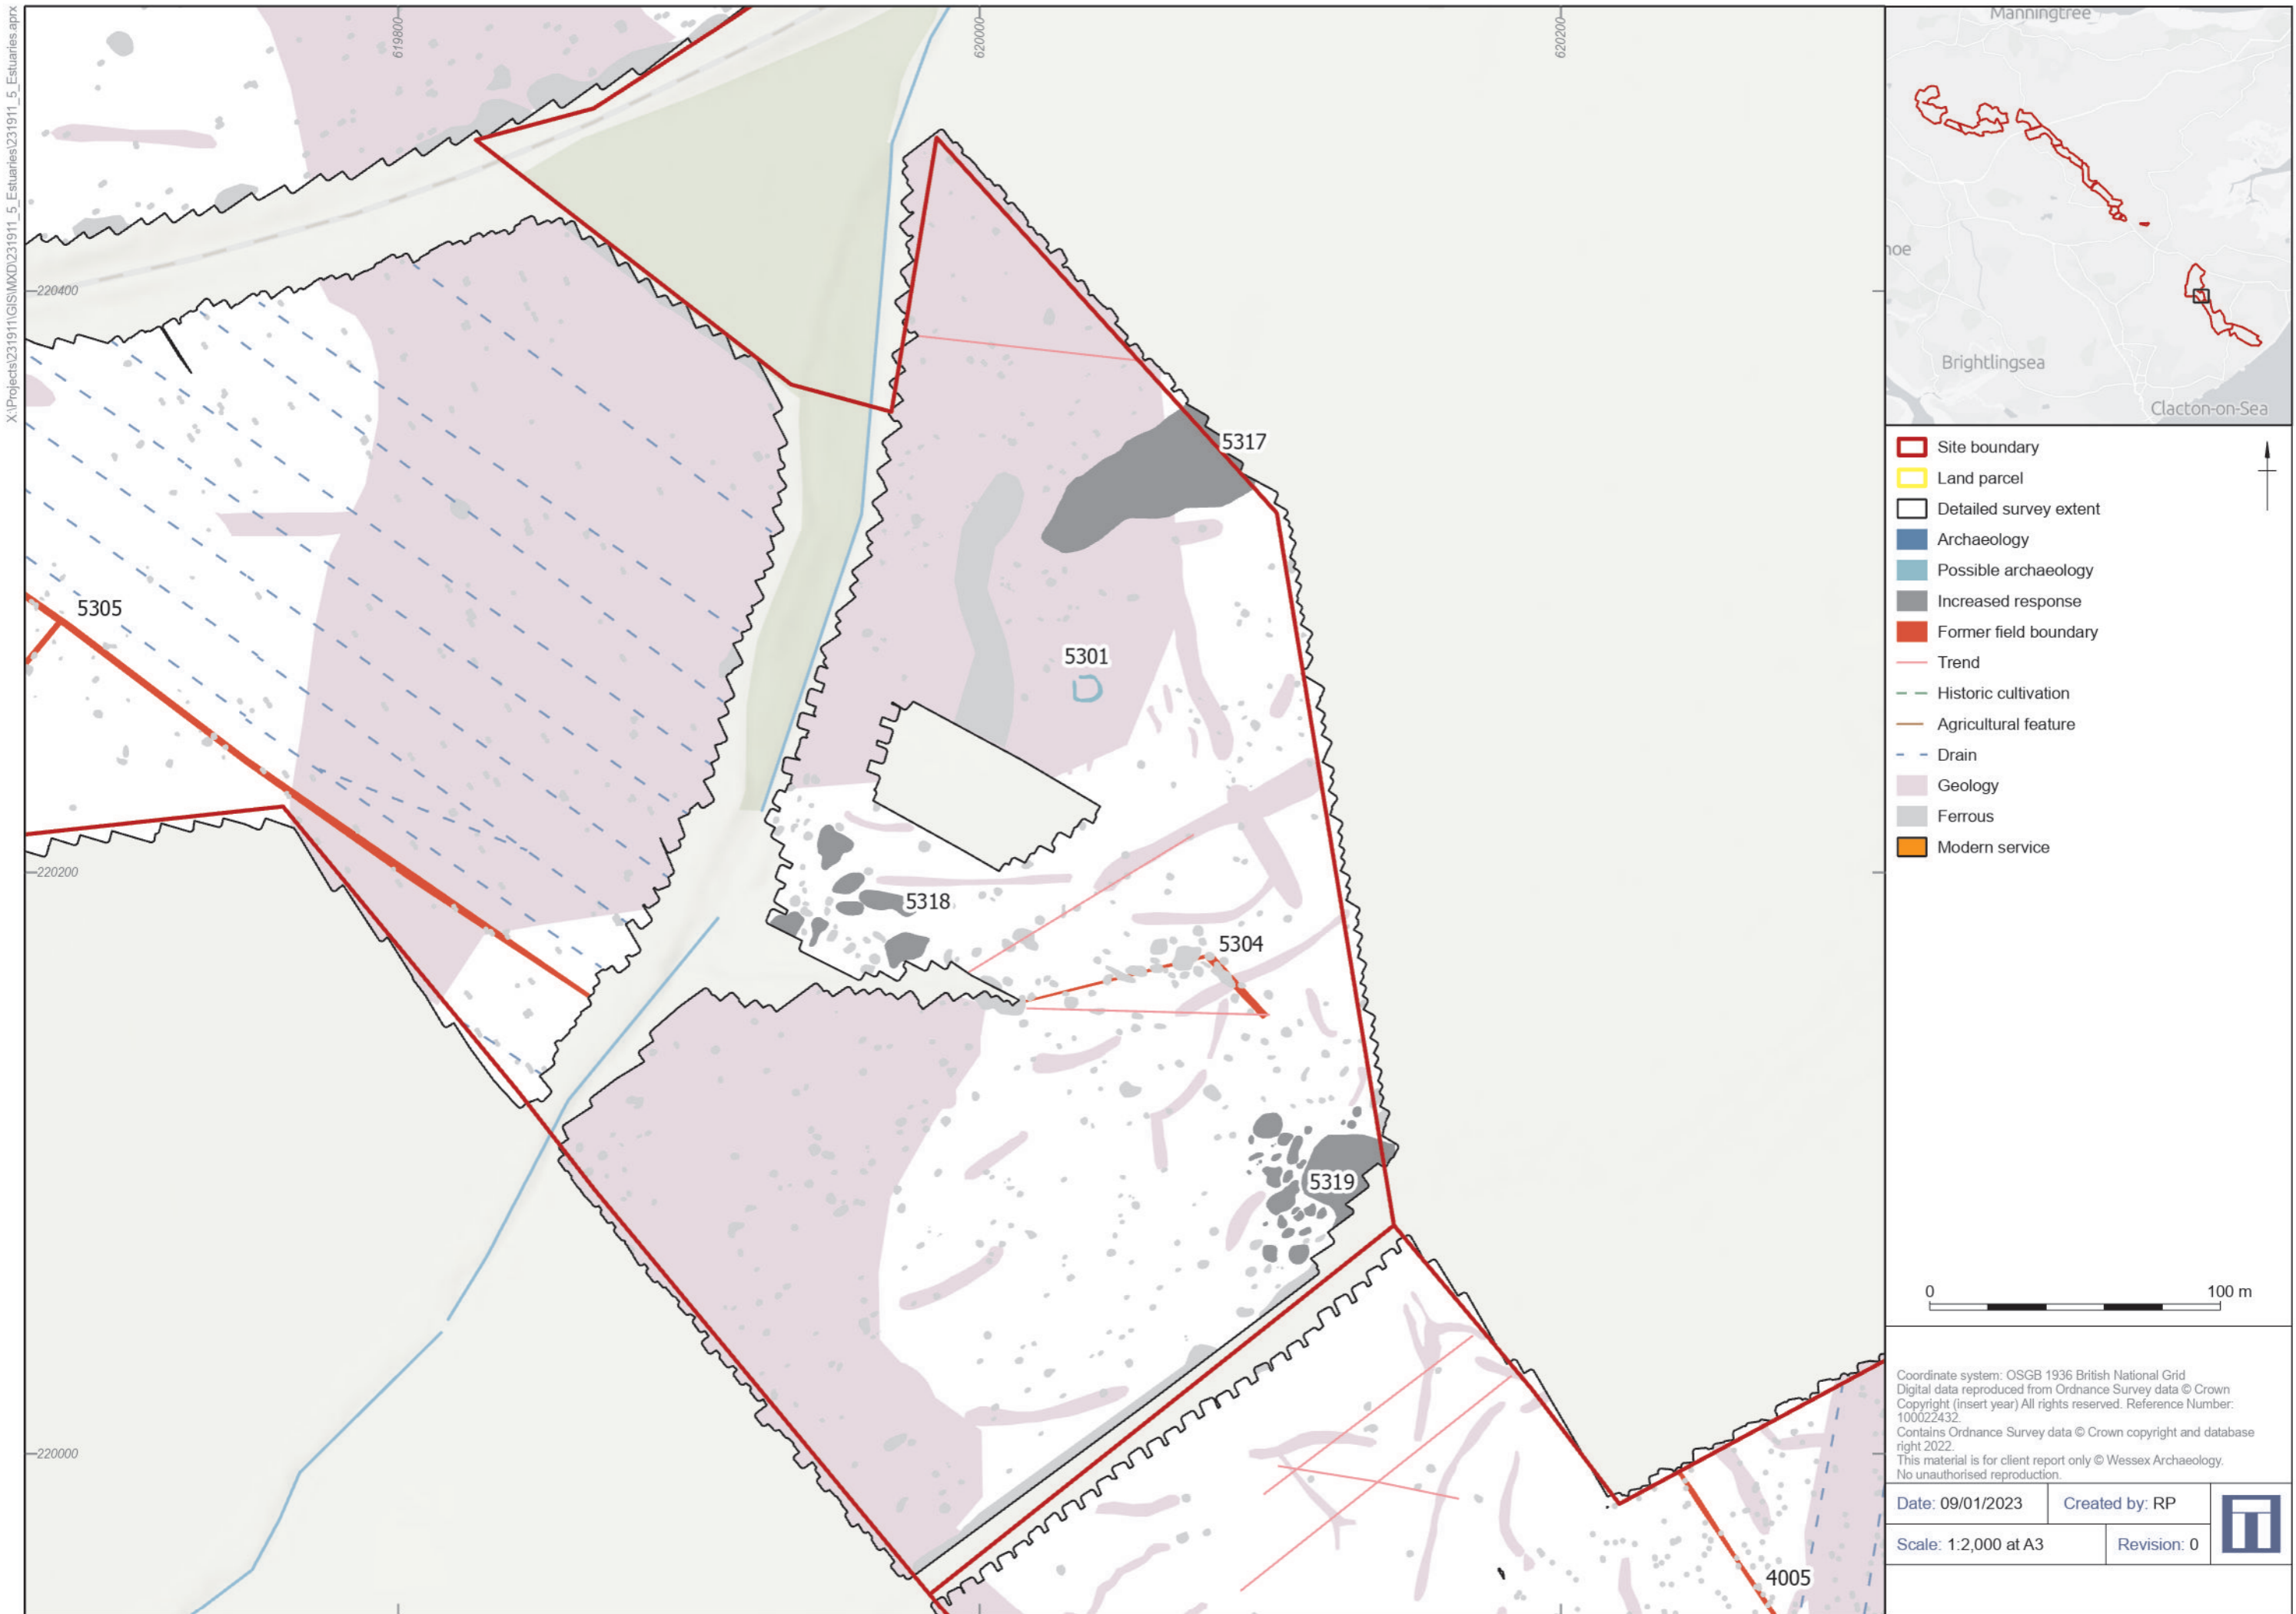 X:\Projects\231911\GIS\MXD\231911_5_Estuaries\231911_5_Estuaries.aprx
619800
620000
620200
220400
220200
220000
5317
5305
5301
5318
5304
5319
4005
Manningtree
hoe
Brightlingsea
Clacton-on-Sea
Site boundary
Land parcel
Detailed survey extent
Archaeology
Possible archaeology
Increased response
Former field boundary
Trend
Historic cultivation
Agricultural feature
Drain
Geology
Ferrous
Modern service
0 100 m
Coordinate system: OSGB 1936 British National Grid
Digital data reproduced from Ordnance Survey data © Crown
Copyright (insert year) All rights reserved. Reference Number:
100022432.
Contains Ordnance Survey data © Crown copyright and database
right 2022.
This material is for client report only © Wessex Archaeology.
No unauthorised reproduction.
Date: 09/01/2023 Created by: RP
Scale: 1:2,000 at A3 Revision: 0